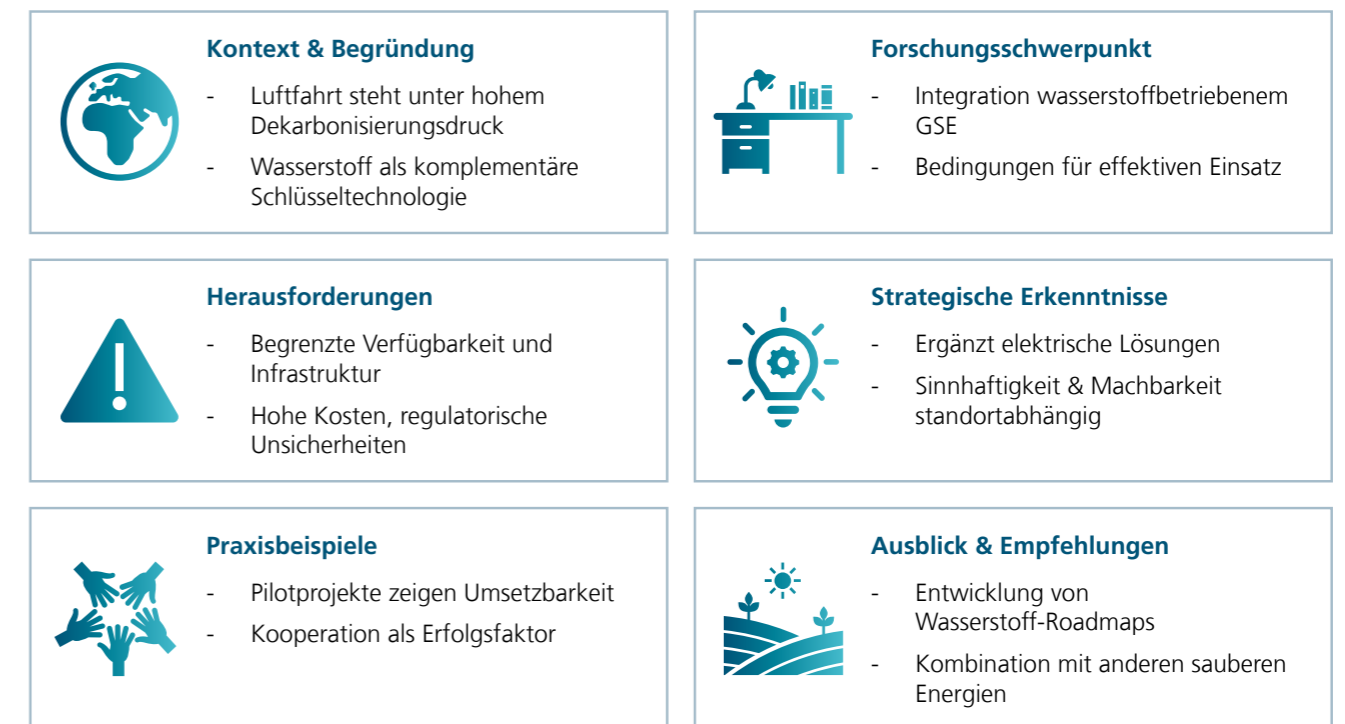 Kontext & Begründung
- Luftfahrt steht unter hohem
Dekarbonisierungsdruck
- Wasserstoff als komplementäre
Schlüsseltechnologie
Forschungsschwerpunkt
- Integration wasserstoffbetriebenem
GSE
- Bedingungen für effektiven Einsatz
Herausforderungen
- Begrenzte Verfügbarkeit und
Infrastruktur
- Hohe Kosten, regulatorische
Unsicherheiten
Strategische Erkenntnisse
- Ergänzt elektrische Lösungen
- Sinnhaftigkeit & Machbarkeit
standortabhängig
Praxisbeispiele
- Pilotprojekte zeigen Umsetzbarkeit
- Kooperation als Erfolgsfaktor
Ausblick & Empfehlungen
- Entwicklung von
Wasserstoff-Roadmaps
- Kombination mit anderen sauberen
Energien